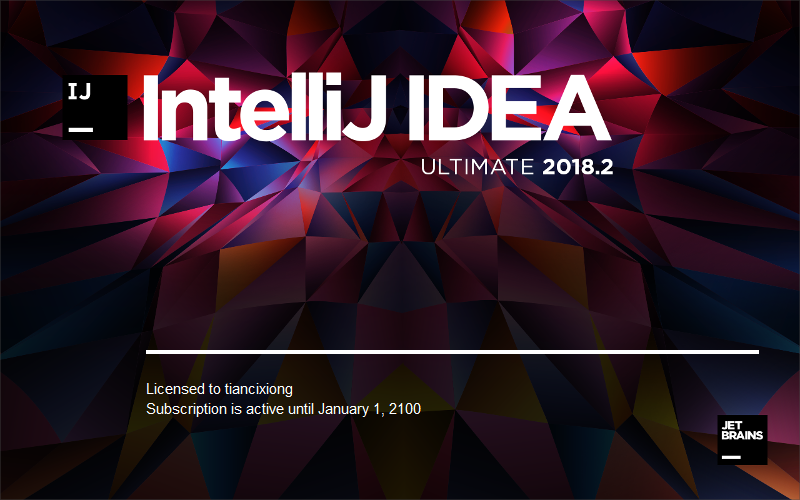 IJ
IntelliJ IDEA
ULTIMATE 2018.2
Licensed to tiancixiong
Subscription is active until January 1, 2100
JET
BRAINS